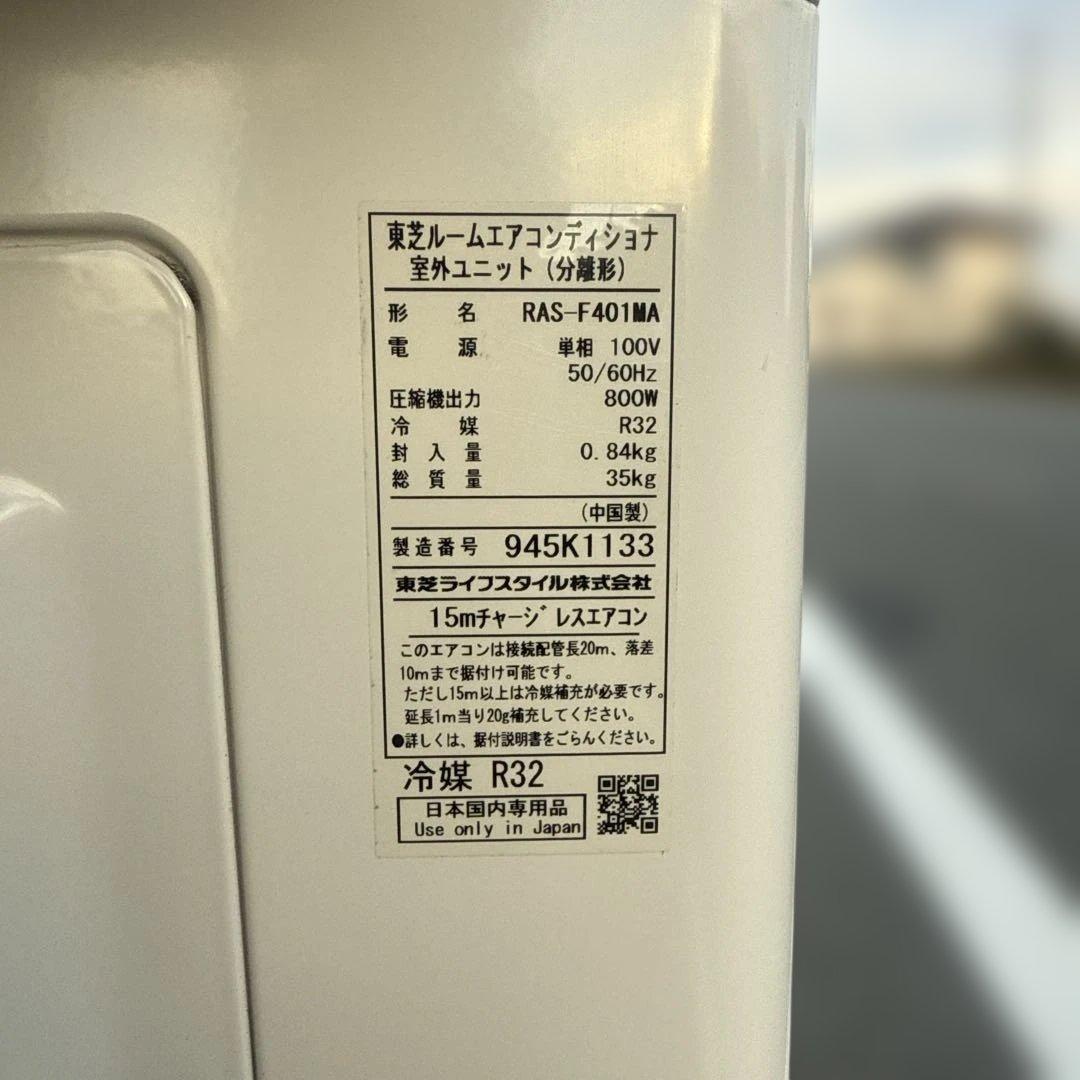 東芝ルームエアコンディショナ
室外ユニット（分離形）
形名 RAS-F401MA
電源 単相 100V
50/60Hz
圧縮機出力 800W
冷媒 R32
封入量 0.84kg
総質量 35kg
（中国製）
製造番号 945K1133
東芝ライフスタイル株式会社
15mチャージレスエアコン
このエアコンは接続配管長20m、落差
10mまで据付け可能です。
ただし15m以上は冷媒補充が必要です。
延長1m当り20g補充してください。
●詳しくは、据付説明書をごらんください。
冷媒 R32
日本国内専用品
Use only in Japan